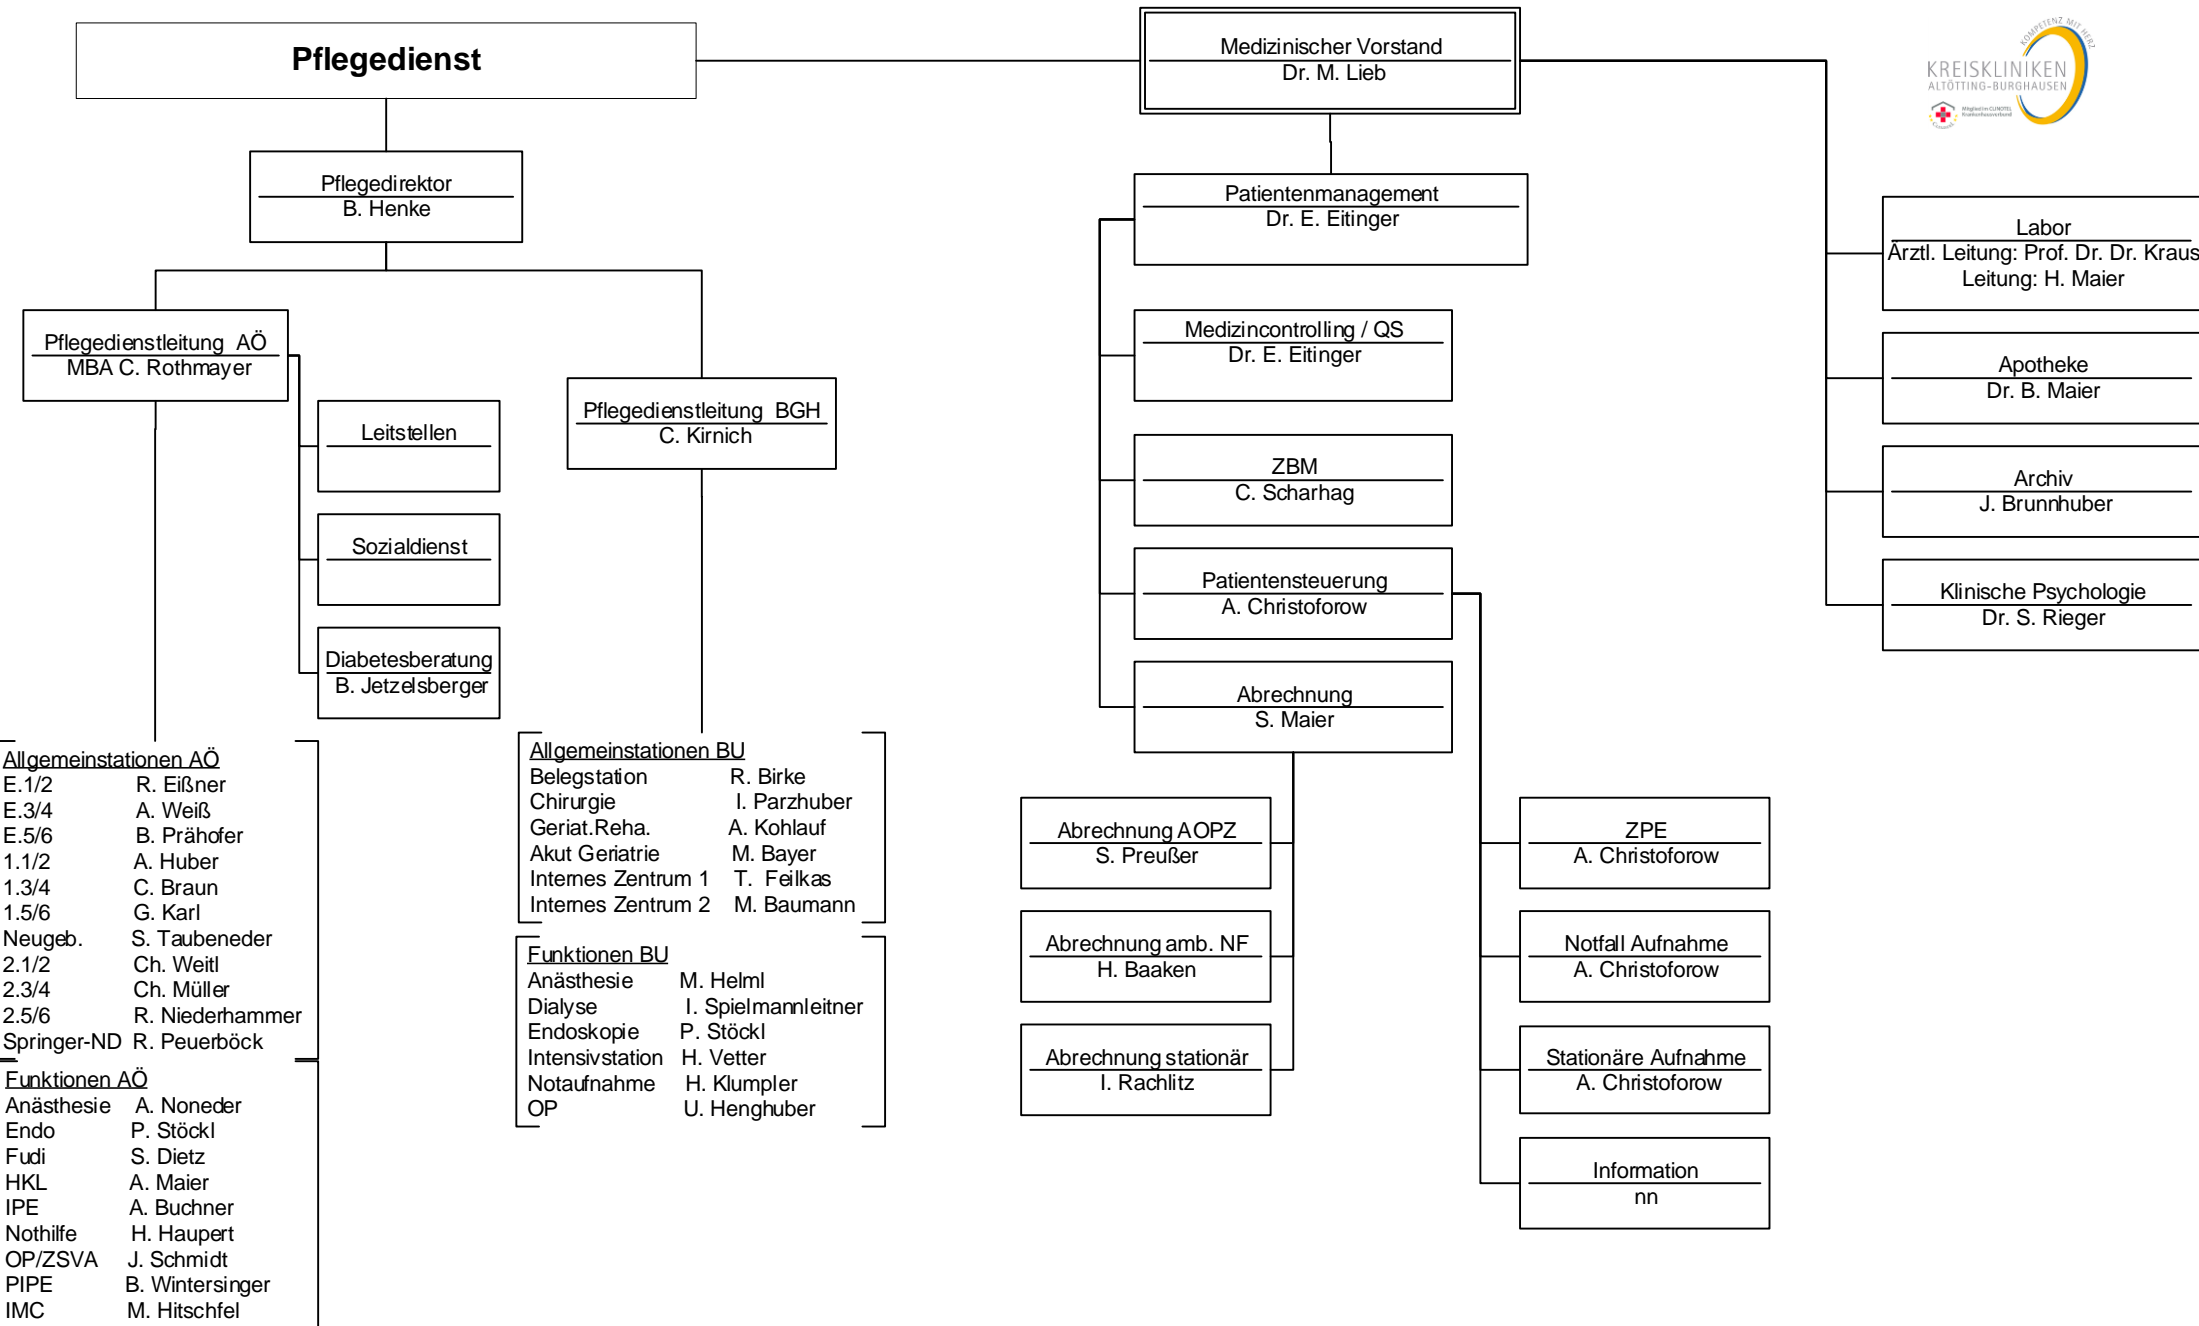 Pflegedienst
Medizinischer Vorstand
Dr. M. Lieb
KOMPETENZ MIT HERZ
KREISKLINIKEN
ALTÖTTING-BURGHAUSEN
Mitglied im CLINOTEL
Krankenhausverbund
Pflegedirektor
B. Henke
Patientenmanagement
Dr. E. Eitinger
Labor
Ärztl. Leitung: Prof. Dr. Dr. Kraus
Leitung: H. Maier
Pflegedienstleitung AÖ
MBA C. Rothmayer
Medizincontrolling / QS
Dr. E. Eitinger
Apotheke
Dr. B. Maier
Leitstellen
Pflegedienstleitung BGH
C. Kirnich
ZBM
C. Scharhag
Archiv
J. Brunnhuber
Sozialdienst
Patientensteuerung
A. Christoforow
Klinische Psychologie
Dr. S. Rieger
Diabetesberatung
B. Jetzelsberger
Abrechnung
S. Maier
Allgemeinstationen AÖ
E.1/2 R. Eißner
E.3/4 A. Weiß
E.5/6 B. Prähofer
1.1/2 A. Huber
1.3/4 C. Braun
1.5/6 G. Karl
Neugeb. S. Taubeneder
2.1/2 Ch. Weitl
2.3/4 Ch. Müller
2.5/6 R. Niederhammer
Springer-ND R. Peuerböck
Funktionen AÖ
Anästhesie A. Noneder
Endo P. Stöckl
Fudi S. Dietz
HKL A. Maier
IPE A. Buchner
Nothilfe H. Haupert
OP/ZSVA J. Schmidt
PIPE B. Wintersinger
IMC M. Hitschfel
Allgemeinstationen BU
Belegstation R. Birke
Chirurgie I. Parzhuber
Geriat.Reha. A. Kohlauf
Akut Geriatrie M. Bayer
Internes Zentrum 1 T. Feilkas
Internes Zentrum 2 M. Baumann
Funktionen BU
Anästhesie M. Helml
Dialyse I. Spielmannleitner
Endoskopie P. Stöckl
Intensivstation H. Vetter
Notaufnahme H. Klumpler
OP U. Henghuber
Abrechnung AOPZ
S. Preußer
Abrechnung amb. NF
H. Baaken
Abrechnung stationär
I. Rachlitz
ZPE
A. Christoforow
Notfall Aufnahme
A. Christoforow
Stationäre Aufnahme
A. Christoforow
Information
nn